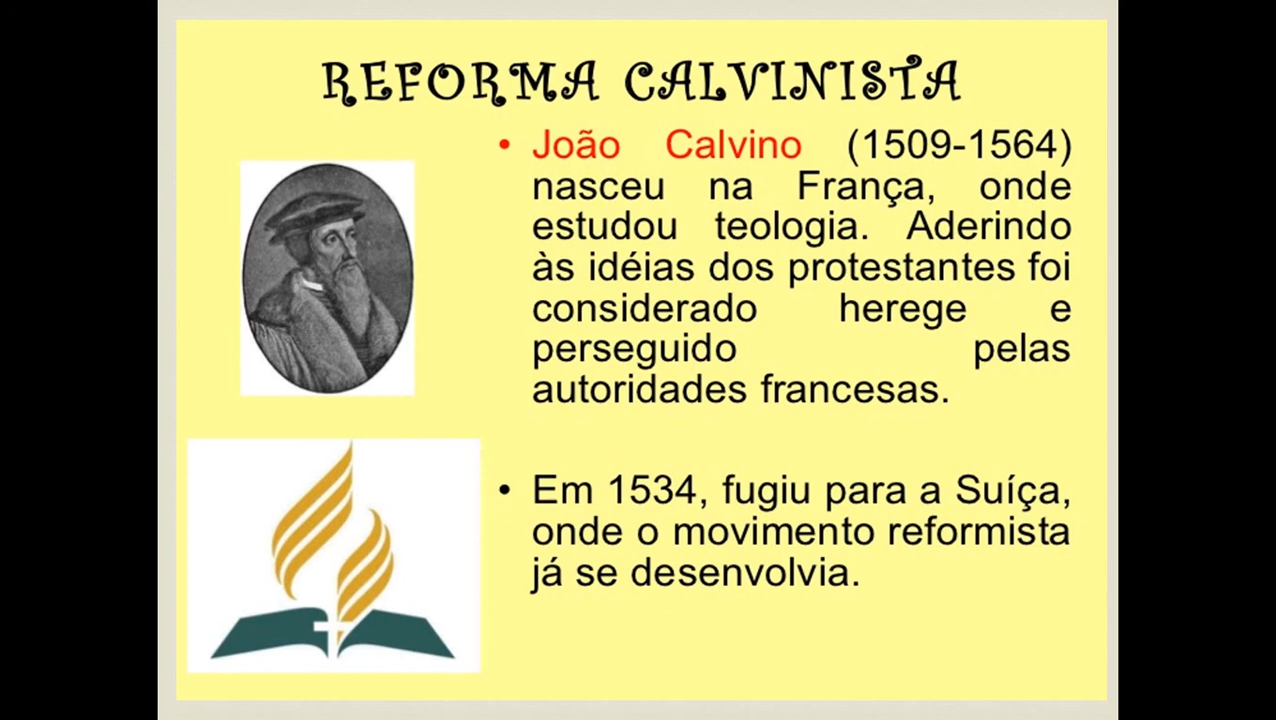 REFORMA CALVINISTA
• João Calvino (1509-1564)
nasceu na França, onde
estudou teologia. Aderindo
às idéias dos protestantes foi
considerado herege e
perseguido pelas
autoridades francesas.
• Em 1534, fugiu para a Suíça,
onde o movimento reformista
já se desenvolvia.